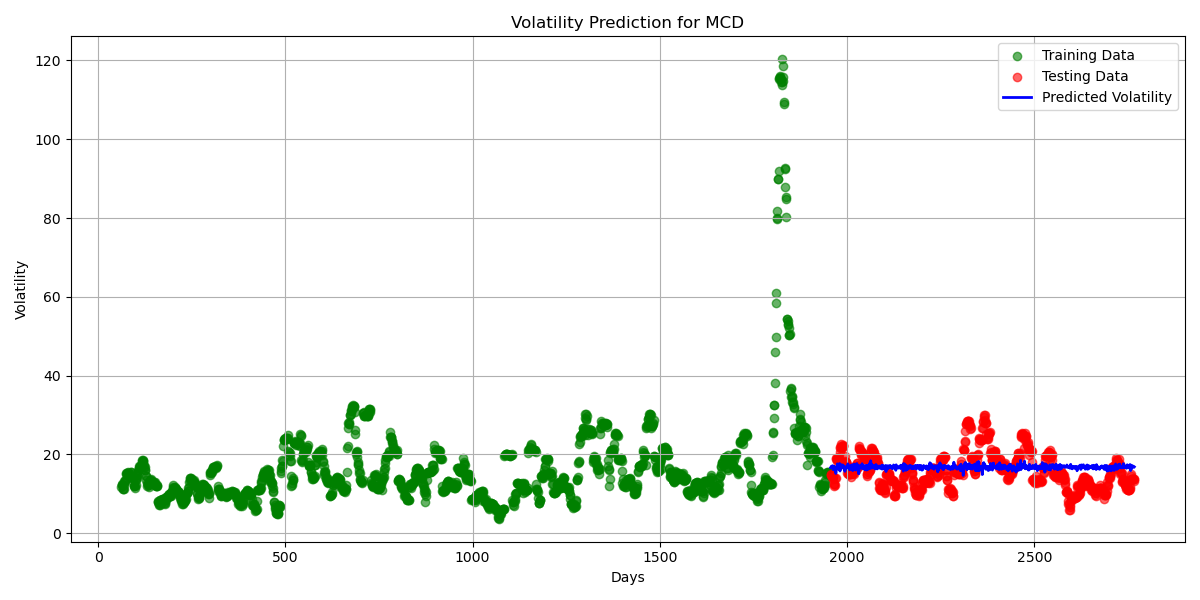 Volatility Prediction for MCD
Training Data
Testing Data
Predicted Volatility
Volatility
120
100
80
60
40
20
0
0 500 1000 1500 2000 2500
Days